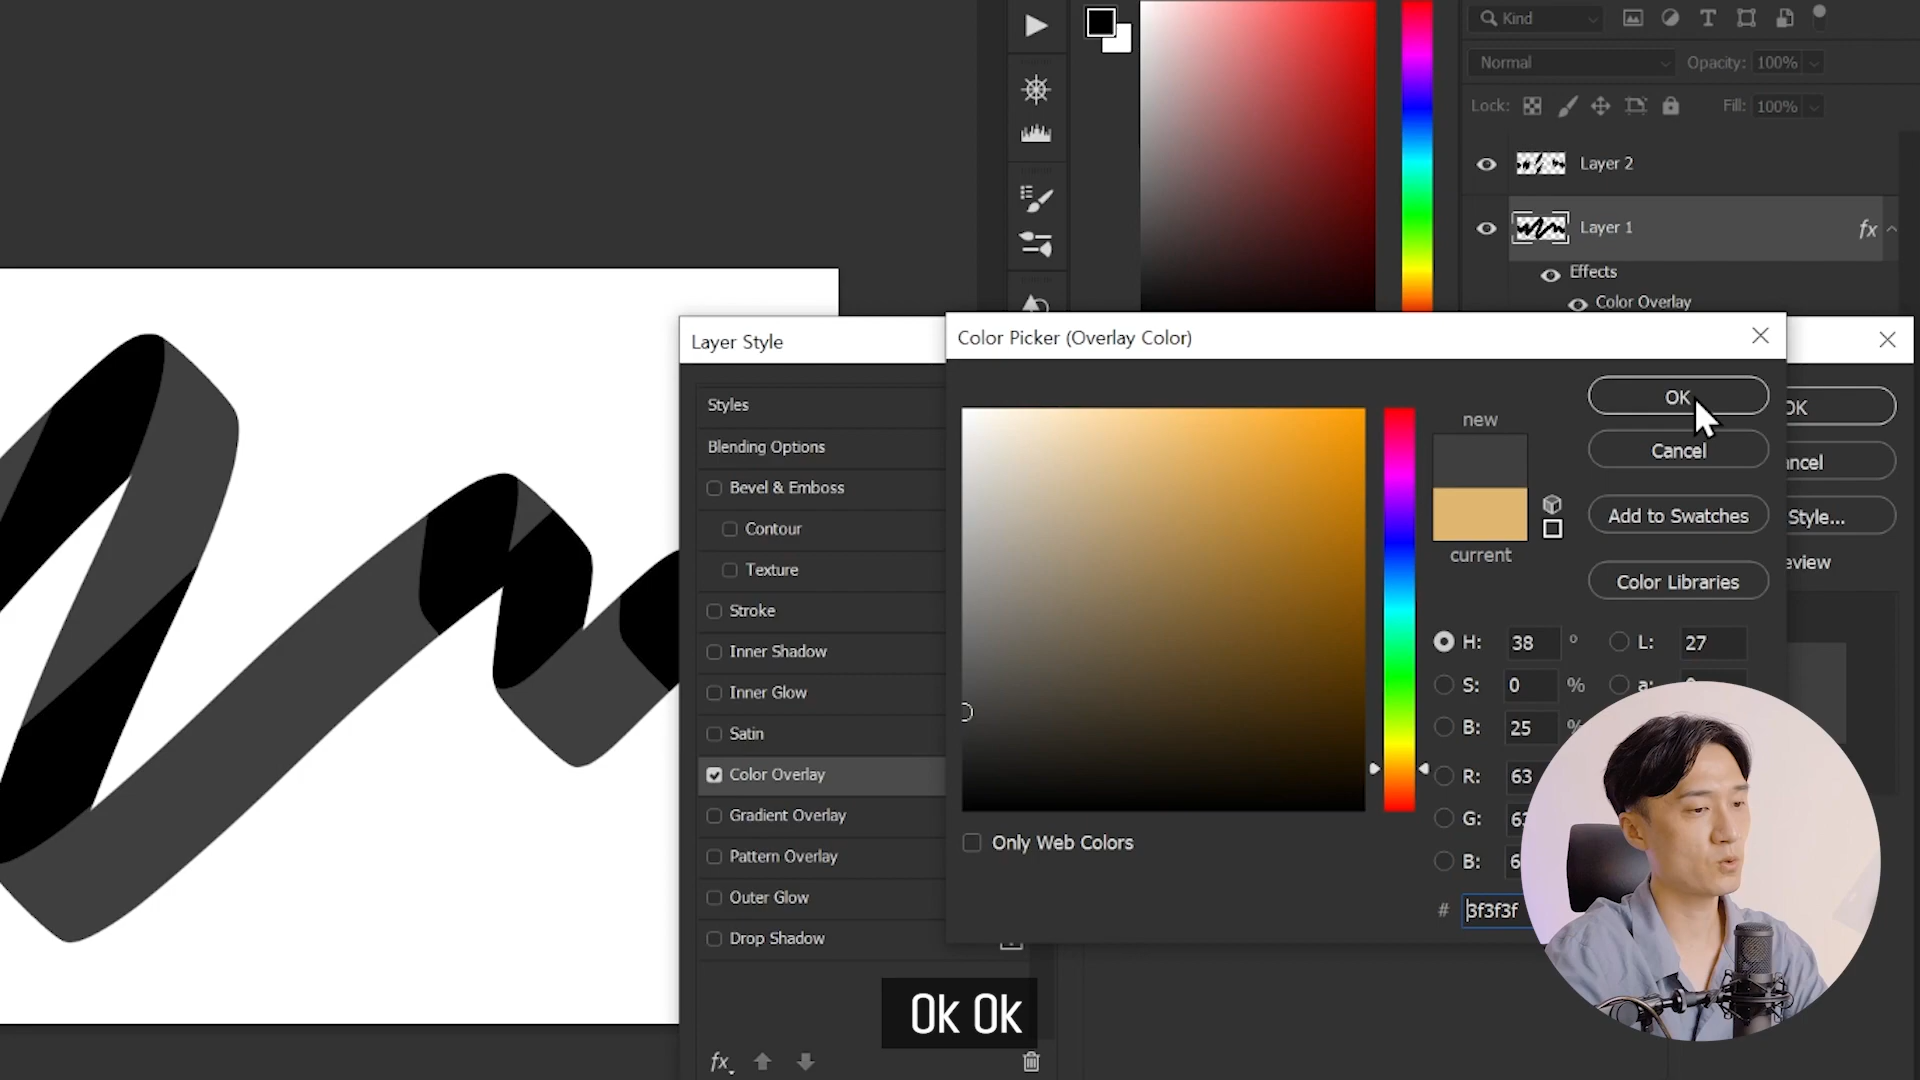 Kind
Normal
Opacity: 100%
Lock:
Fill: 100%
Layer 2
Layer 1
fx
Effects
Color Overlay
Layer Style
Color Picker (Overlay Color)
Styles
Blending Options
Bevel & Emboss
Contour
Texture
Stroke
Inner Shadow
Inner Glow
Satin
Color Overlay
Gradient Overlay
Pattern Overlay
Outer Glow
Drop Shadow
fx
new
current
OK
Cancel
Add to Swatches
Color Libraries
OK
ncel
Style...
eview
H: 38 °
S: 0 %
B: 25 %
R: 63
G: 63
B: 6
L: 27
a:
# 3f3f3f
Only Web Colors
Ok Ok